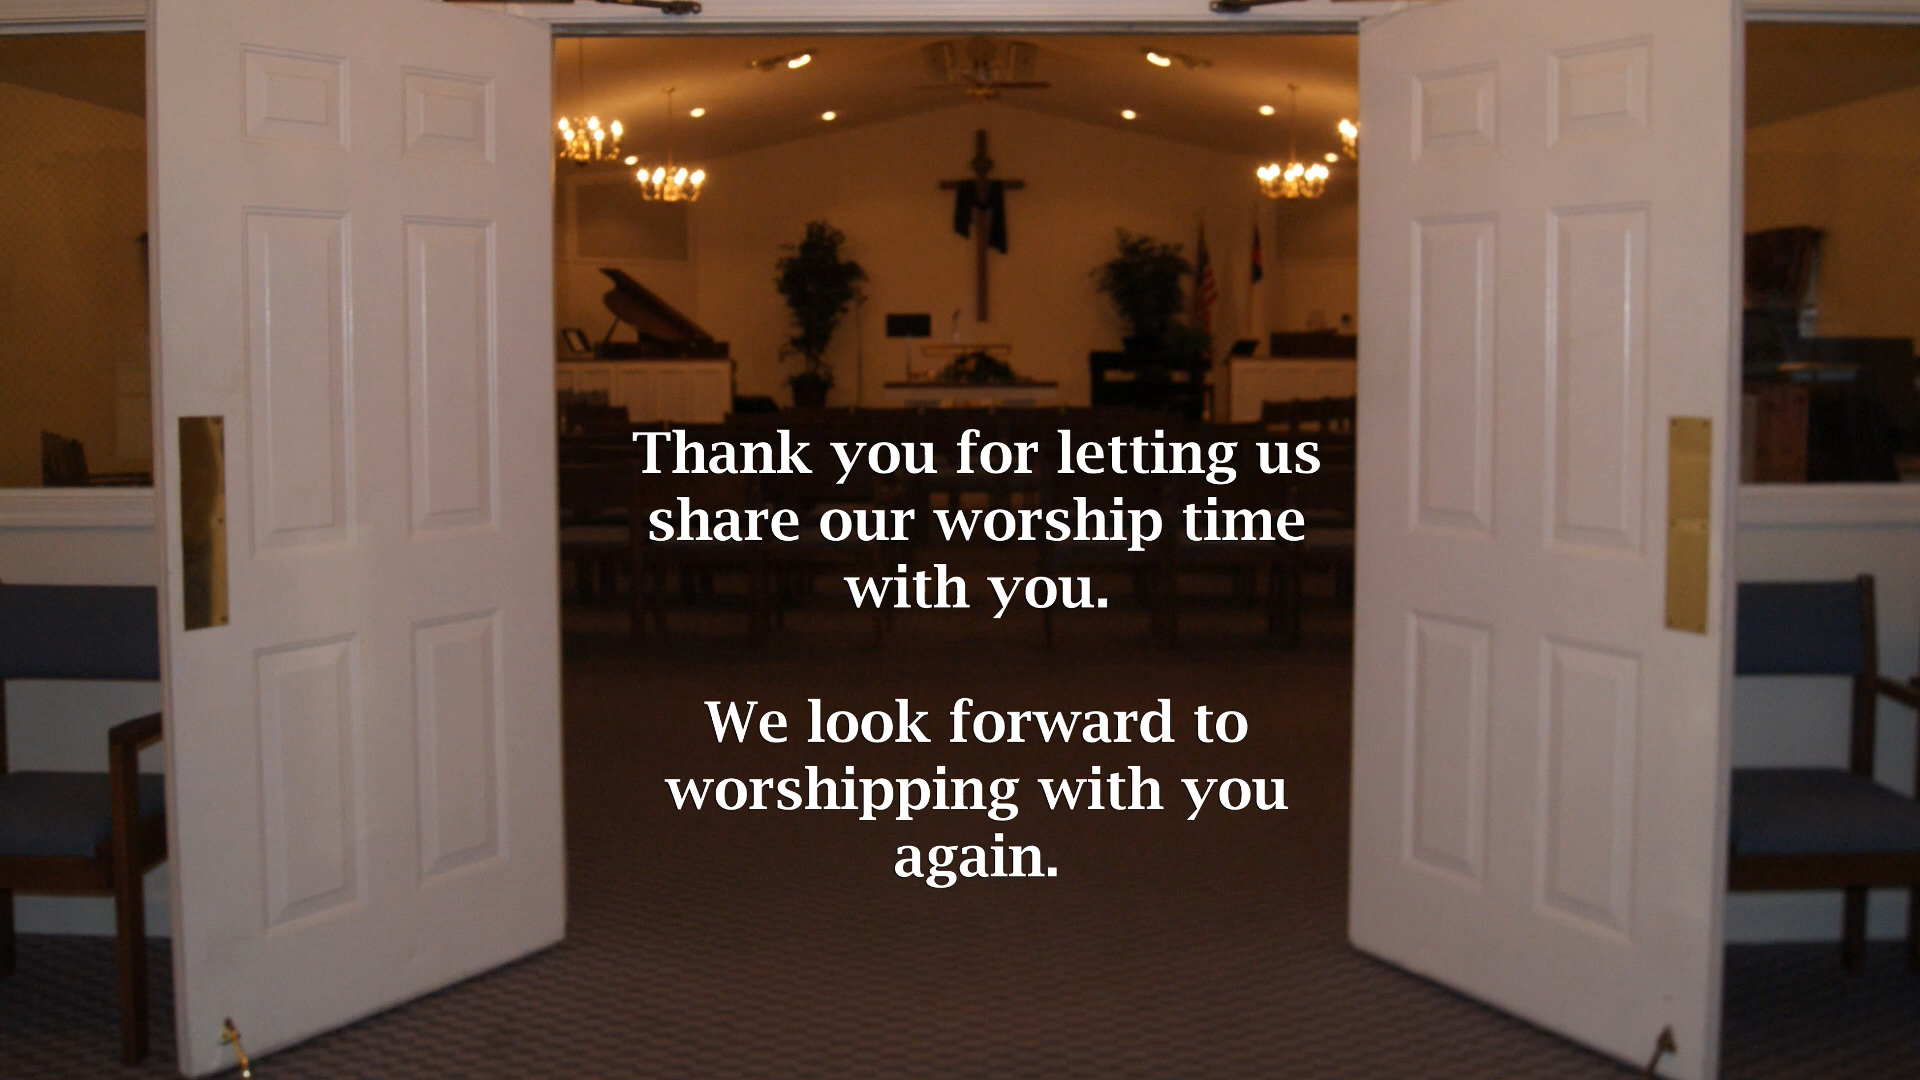 Thank you for letting us
share our worship time
with you.
We look forward to
worshipping with you
again.